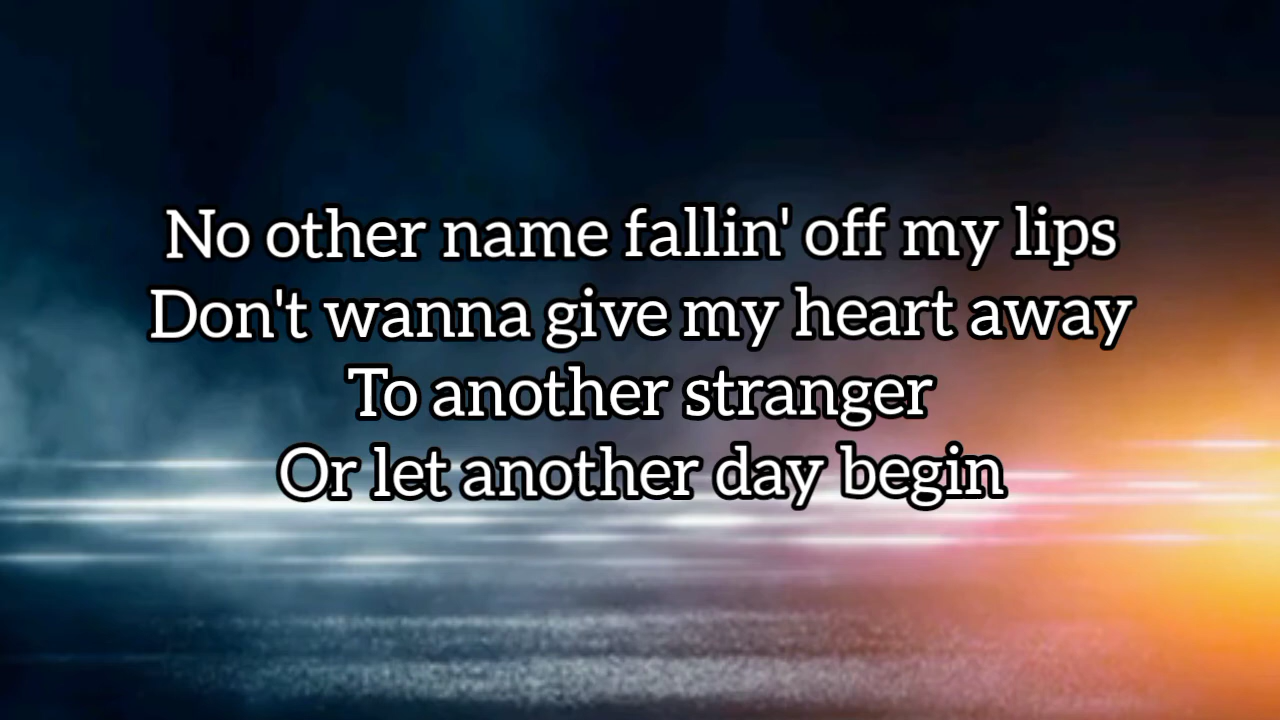 No other name fallin' off my lips
Don't wanna give my heart away
To another stranger
Or let another day begin